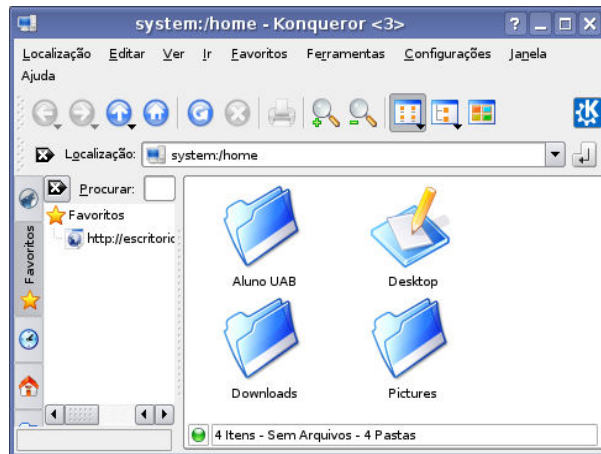 system:/home - Konqueror <3>
Localização Editar Ver Ir Favoritos Ferramentas Configurações Janela
Ajuda
Localização: system:/home
Procurar:
Favoritos
http://escritoric
Favoritos
Aluno UAB Desktop
Downloads Pictures
4 Itens - Sem Arquivos - 4 Pastas